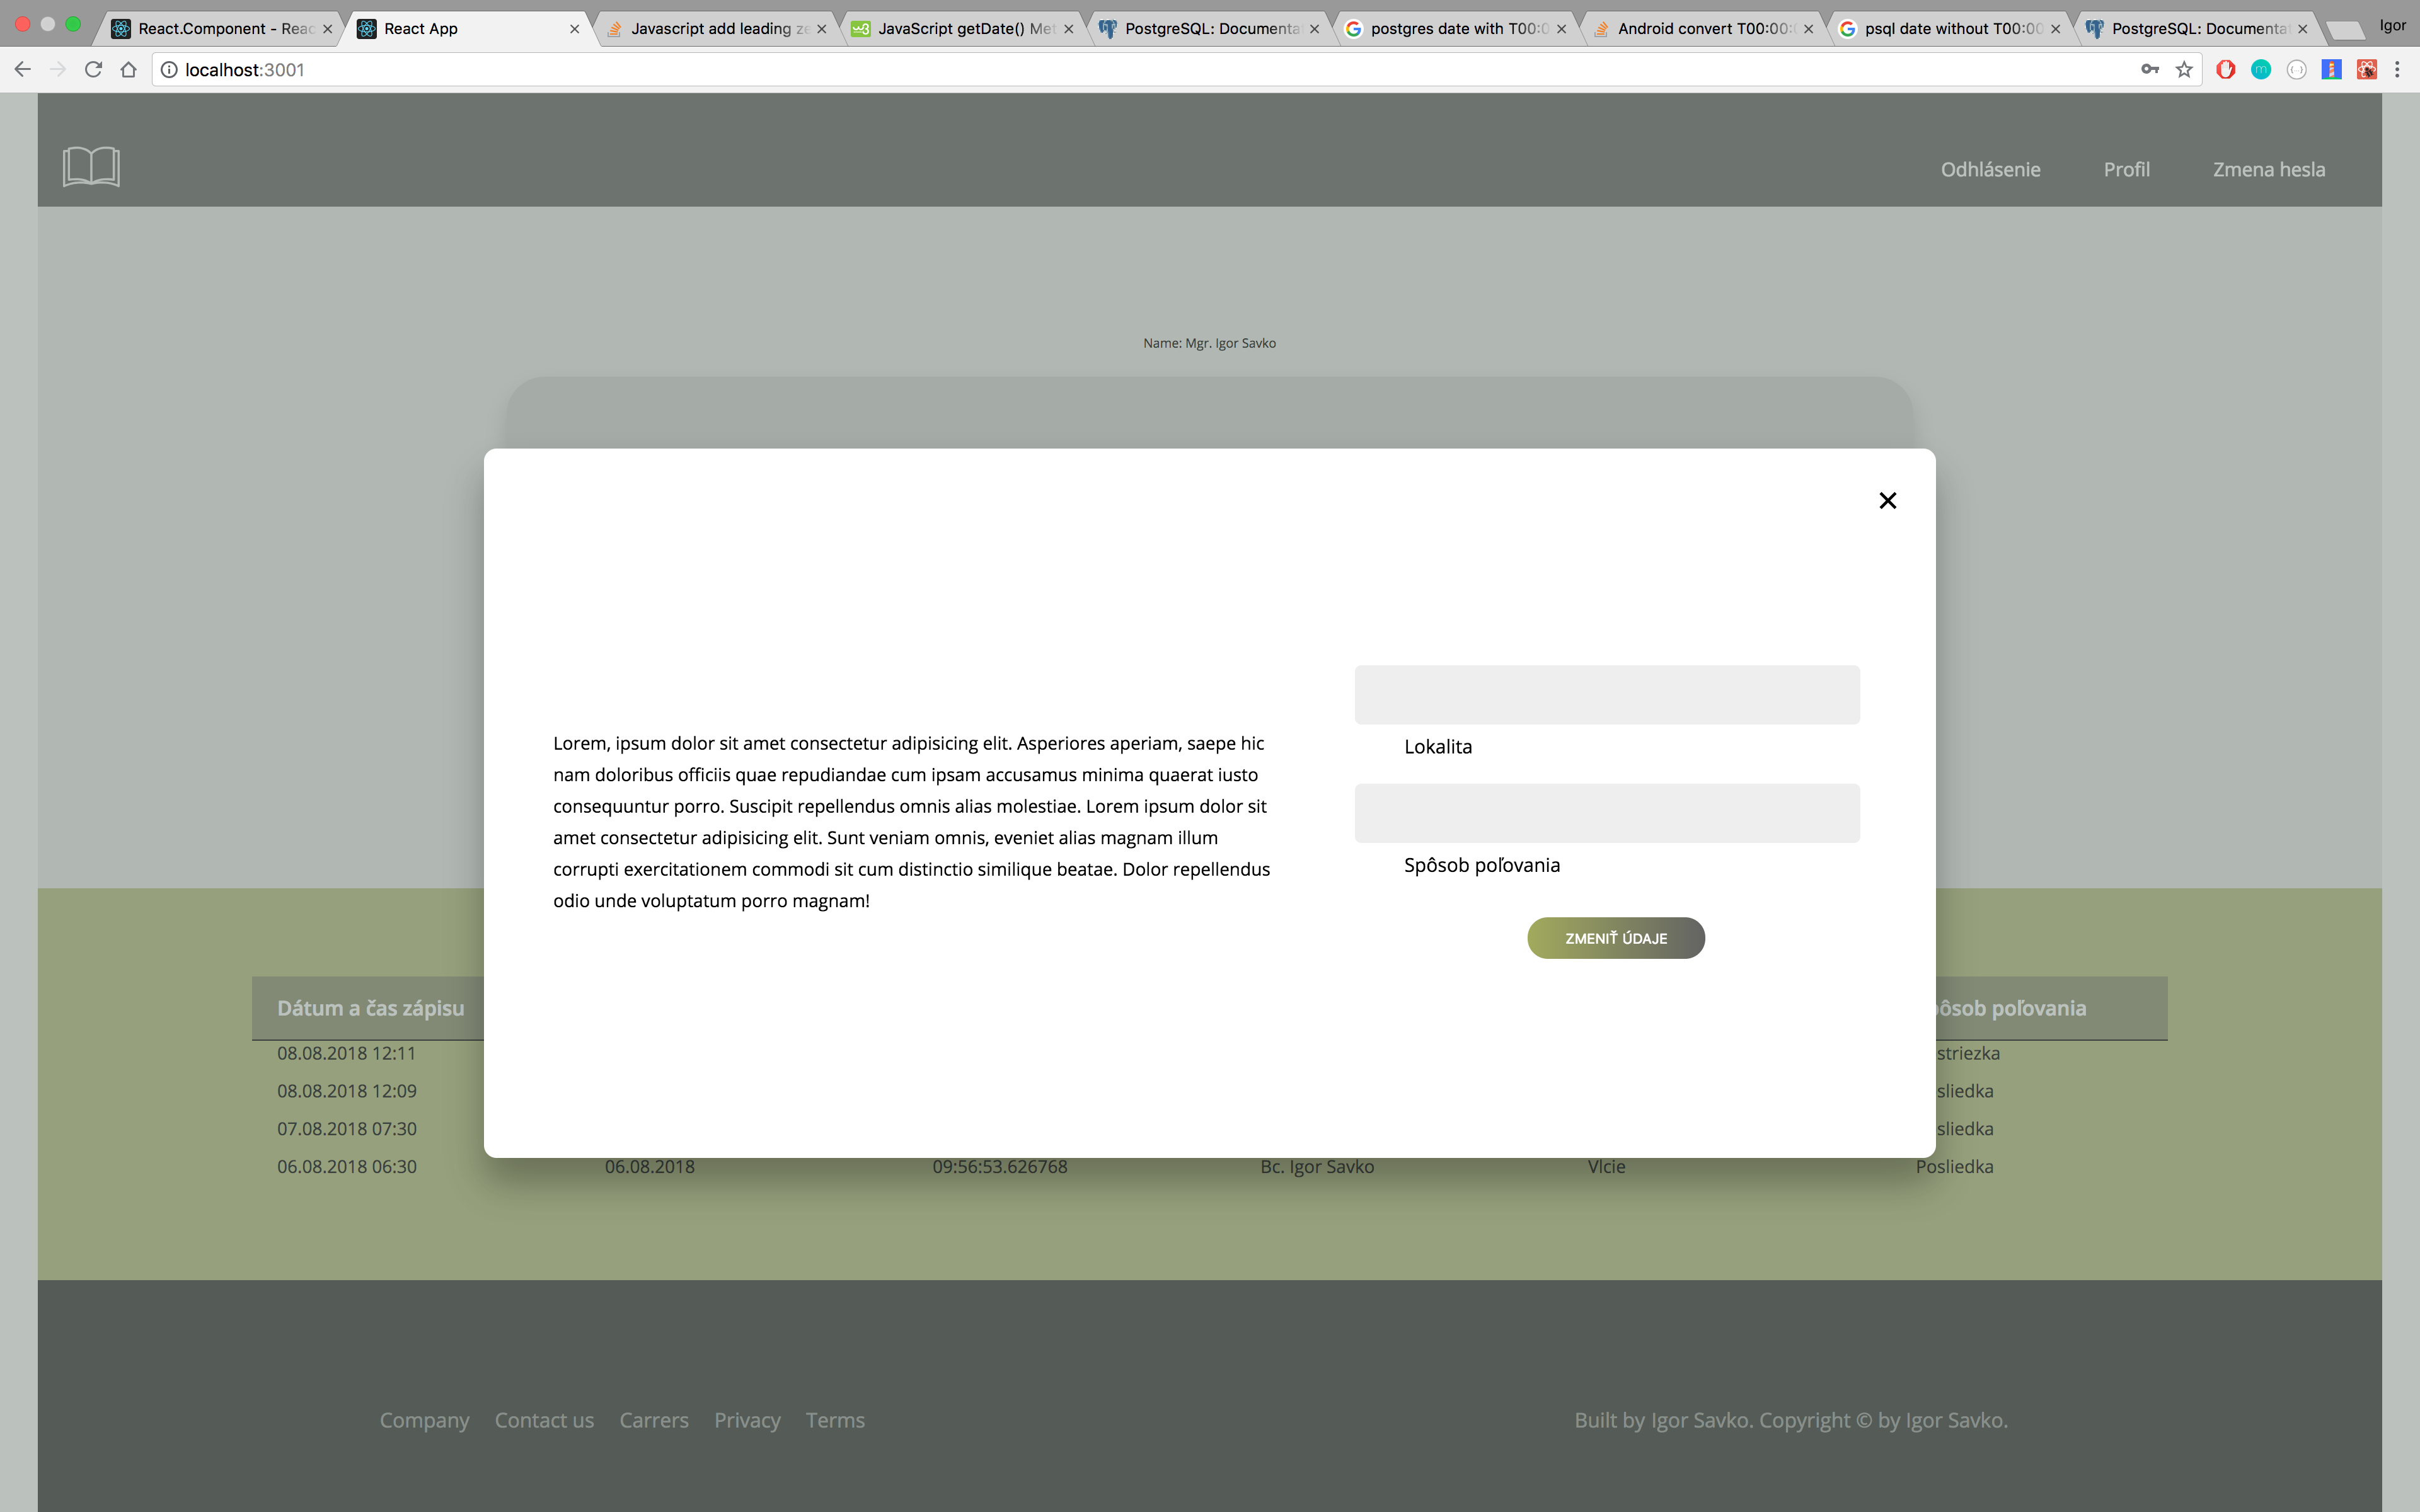 React.Component - Reac
React App
Javascript add leading ze
JavaScript getDate() Met
PostgreSQL: Documenta
postgres date with T00:0
Android convert T00:00:
psql date without T00:00
PostgreSQL: Documentat
Igor
localhost:3001
Odhlásenie
Profil
Zmena hesla
Name: Mgr. Igor Savko
Lorem, ipsum dolor sit amet consectetur adipisicing elit. Asperiores aperiam, saepe hic
nam doloribus officiis quae repudiandae cum ipsam accusamus minima quaerat iusto
consequuntur porro. Suscipit repellendus omnis alias molestiae. Lorem ipsum dolor sit
amet consectetur adipisicing elit. Sunt veniam omnis, eveniet alias magnam illum
corrupti exercitationem commodi sit cum distinctio similique beatae. Dolor repellendus
odio unde voluptatum porro magnam!
Lokalita
Spôsob poľovania
ZMENIŤ ÚDAJE
Dátum a čas zápisu
ôsob poľovania
08.08.2018 12:11
striezka
08.08.2018 12:09
sliedka
07.08.2018 07:30
sliedka
06.08.2018 06:30
06.08.2018
09:56:53.626768
Bc. Igor Savko
Vlcie
Posliedka
Company
Contact us
Carrers
Privacy
Terms
Built by Igor Savko. Copyright © by Igor Savko.